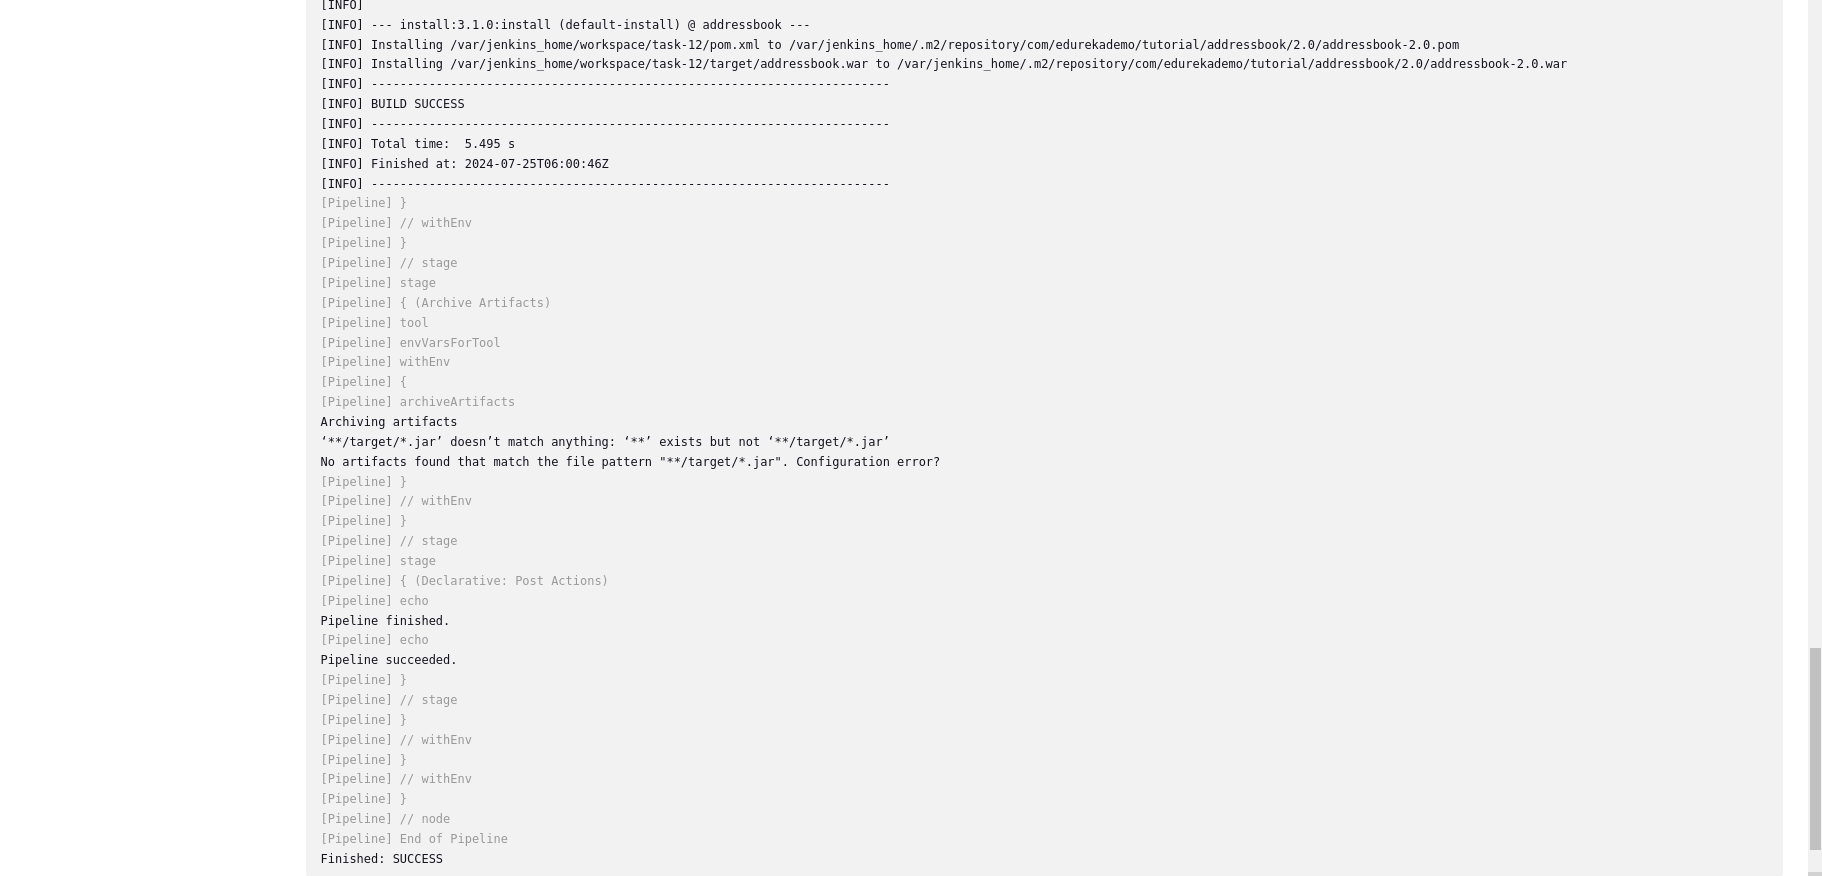 [INFO]
[INFO] --- install:3.1.0:install (default-install) @ addressbook ---
[INFO] Installing /var/jenkins_home/workspace/task-12/pom.xml to /var/jenkins_home/.m2/repository/com/edurekademo/tutorial/addressbook/2.0/addressbook-2.0.pom
[INFO] Installing /var/jenkins_home/workspace/task-12/target/addressbook.war to /var/jenkins_home/.m2/repository/com/edurekademo/tutorial/addressbook/2.0/addressbook-2.0.war
[INFO] ------------------------------------------------------------------------
[INFO] BUILD SUCCESS
[INFO] ------------------------------------------------------------------------
[INFO] Total time:  5.495 s
[INFO] Finished at: 2024-07-25T06:00:46Z
[INFO] ------------------------------------------------------------------------
[Pipeline] }
[Pipeline] // withEnv
[Pipeline] }
[Pipeline] // stage
[Pipeline] stage
[Pipeline] { (Archive Artifacts)
[Pipeline] tool
[Pipeline] envVarsForTool
[Pipeline] withEnv
[Pipeline] {
[Pipeline] archiveArtifacts
Archiving artifacts
‘**/target/*.jar’ doesn’t match anything: ‘**’ exists but not ‘**/target/*.jar’
No artifacts found that match the file pattern "**/target/*.jar". Configuration error?
[Pipeline] }
[Pipeline] // withEnv
[Pipeline] }
[Pipeline] // stage
[Pipeline] stage
[Pipeline] { (Declarative: Post Actions)
[Pipeline] echo
Pipeline finished.
[Pipeline] echo
Pipeline succeeded.
[Pipeline] }
[Pipeline] // stage
[Pipeline] }
[Pipeline] // withEnv
[Pipeline] }
[Pipeline] // withEnv
[Pipeline] }
[Pipeline] // node
[Pipeline] End of Pipeline
Finished: SUCCESS